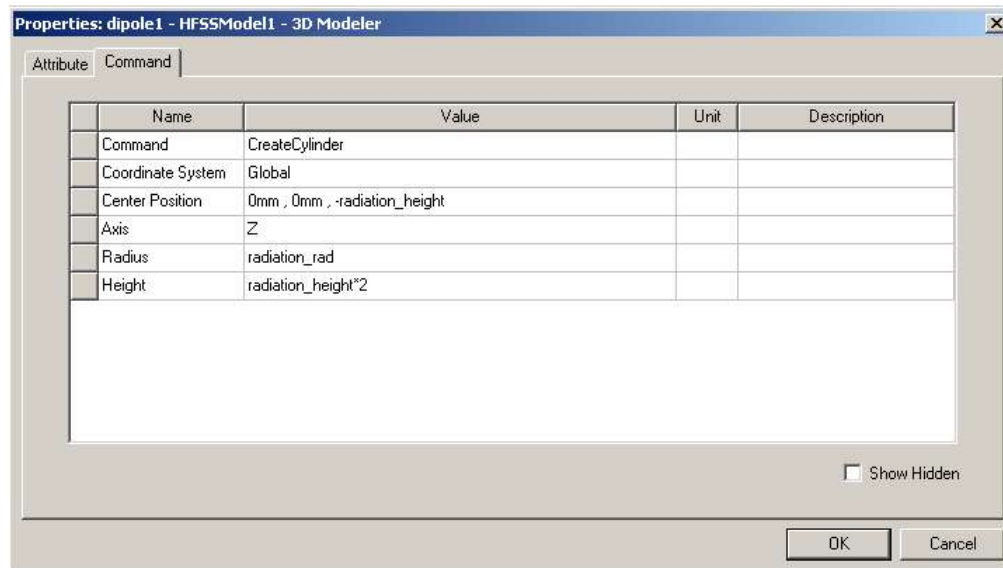 Properties: dipole1 - HFSSModel1 - 3D Modeler
Attribute Command
Name Value Unit Description
Command CreateCylinder
Coordinate System Global
Center Position 0mm , 0mm , -radiation_height
Axis Z
Radius radiation_rad
Height radiation_height*2
Show Hidden
OK Cancel